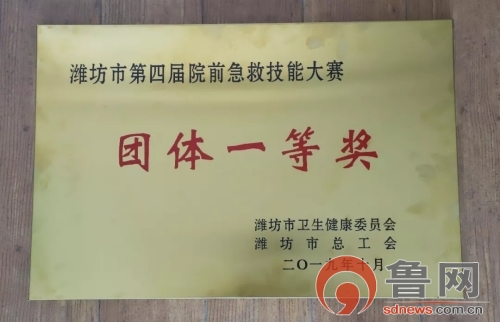 潍坊市第四届院前急救技能大赛
团体一等奖
潍坊市卫生健康委员会
潍坊市总工会
二〇一九年十月
鲁网
sdnews.com.cn